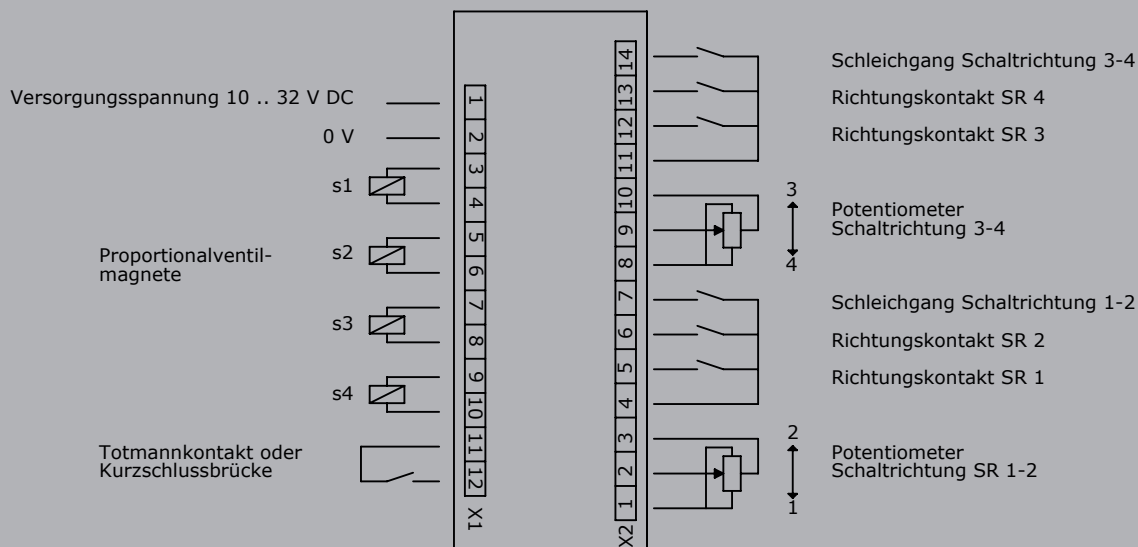 Versorgungsspannung 10 .. 32 V DC
0 V
s1
s2
Proportionalventil-
magnete
s3
s4
Totmannkontakt oder
Kurzschlussbrücke
1
2
3
4
5
6
7
8
9
10
11
12
X1
14
13
12
11
10
9
8
7
6
5
4
3
2
1
X2
Schleichgang Schaltrichtung 3-4
Richtungskontakt SR 4
Richtungskontakt SR 3
3
Potentiometer
Schaltrichtung 3-4
4
Schleichgang Schaltrichtung 1-2
Richtungskontakt SR 2
Richtungskontakt SR 1
2
Potentiometer
Schaltrichtung SR 1-2
1